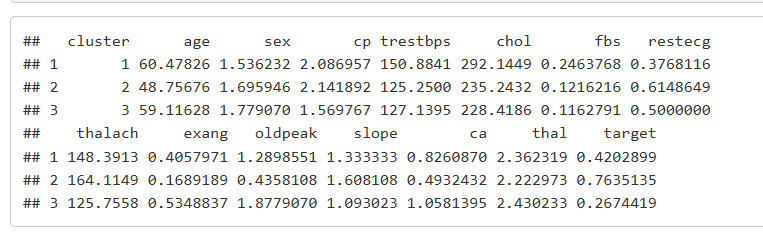 ##   cluster      age      sex       cp trestbps     chol       fbs   restecg
## 1       1 60.47826 1.536232 2.086957 150.8841 292.1449 0.2463768 0.3768116
## 2       2 48.75676 1.695946 2.141892 125.2500 235.2432 0.1216216 0.6148649
## 3       3 59.11628 1.779070 1.569767 127.1395 228.4186 0.1162791 0.5000000
##    thalach     exang   oldpeak    slope        ca     thal    target
## 1 148.3913 0.4057971 1.2898551 1.333333 0.8260870 2.362319 0.4202899
## 2 164.1149 0.1689189 0.4358108 1.608108 0.4932432 2.222973 0.7635135
## 3 125.7558 0.5348837 1.8779070 1.093023 1.0581395 2.430233 0.2674419